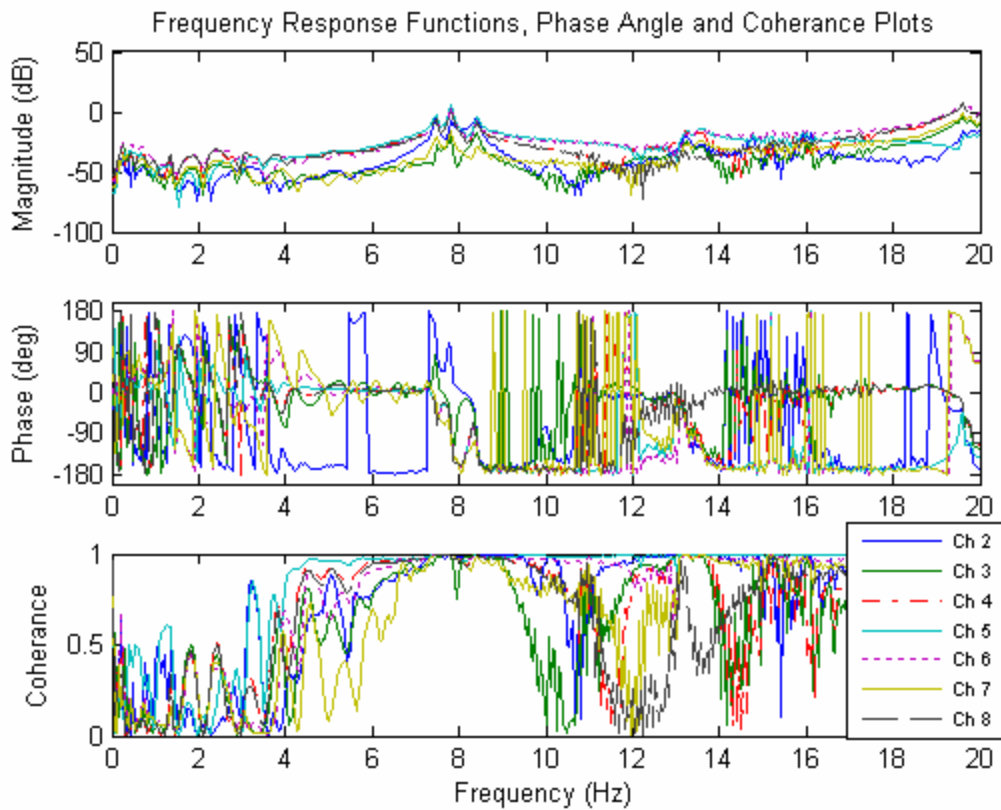 Frequency Response Functions, Phase Angle and Coherance Plots
Magnitude (dB)
50
0
-50
-100
0 2 4 6 8 10 12 14 16 18 20
Phase (deg)
180
90
0
-90
-180
0 2 4 6 8 10 12 14 16 18 20
Coherance
1
0.5
0
0 2 4 6 8 10 12 14 16 18 20
Frequency (Hz)
Ch 2
Ch 3
Ch 4
Ch 5
Ch 6
Ch 7
Ch 8